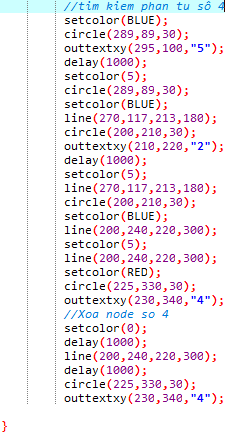 //tim kiem phan tu số 4
setcolor(BLUE);
circle(289,89,30);
outtextxy(295,100,"5");
delay(1000);
setcolor(5);
circle(289,89,30);
setcolor(BLUE);
line(270,117,213,180);
circle(200,210,30);
outtextxy(210,220,"2");
delay(1000);
setcolor(5);
line(270,117,213,180);
circle(200,210,30);
setcolor(BLUE);
line(200,240,220,300);
setcolor(5);
line(200,240,220,300);
setcolor(RED);
circle(225,330,30);
outtextxy(230,340,"4");
//Xoa node so 4
setcolor(0);
delay(1000);
line(200,240,220,300);
delay(1000);
circle(225,330,30);
outtextxy(230,340,"4");
}